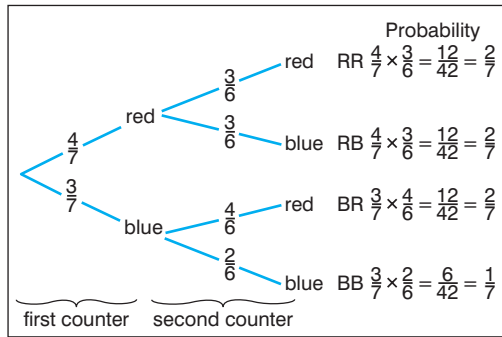 Probability
red RR 4/7 × 3/6 = 12/42 = 2/7
3/6
red
4/7
3/6
blue RB 4/7 × 3/6 = 12/42 = 2/7
3/7
red BR 3/7 × 4/6 = 12/42 = 2/7
4/6
blue
2/6
blue BB 3/7 × 2/6 = 6/42 = 1/7
first counter second counter